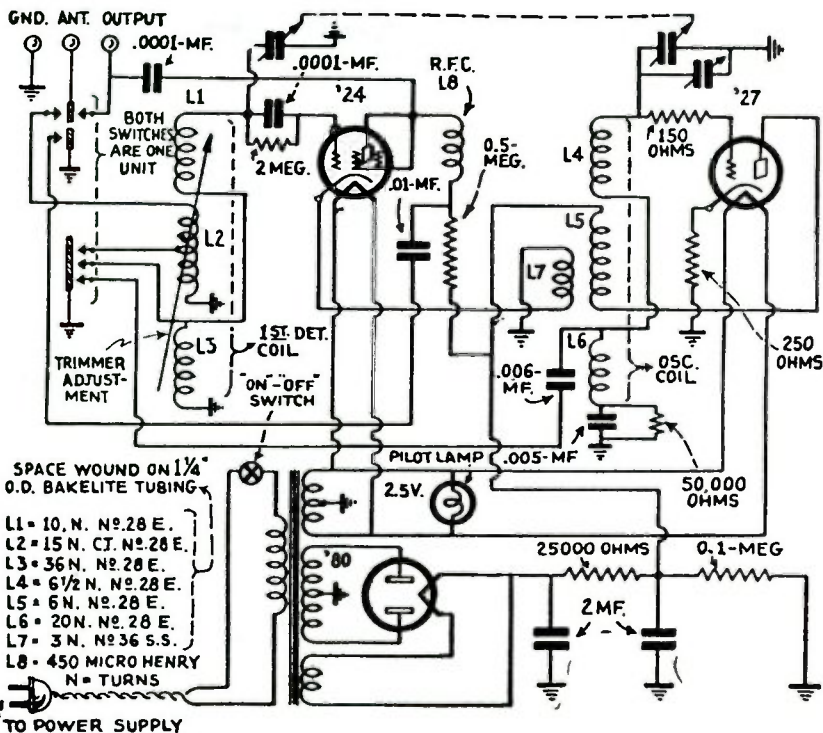 GND. ANT. OUTPUT
.0001-MF.
L1
BOTH
SWITCHES
ARE ONE
UNIT
.0001-MF.
'24
R.F.C.
L8
2 MEG.
.01-MF.
0.5-
MEG.
'27
150
OHMS
L4
L5
L7
L2
L3
1ST. DET.
COIL
TRIMMER
ADJUST-
MENT
"ON"-"OFF"
SWITCH
L6
.006-
MF.
OSC.
COIL
250
OHMS
PILOT LAMP
.005-MF
50,000
OHMS
2.5V.
SPACE WOUND ON 1¼"
O.D. BAKELITE TUBING
L1 = 10, N. Nº.28 E.
L2 = 15 N. CT. Nº.28 E.
L3 = 36 N. Nº.28 E.
L4 = 6 1/2 N. Nº.28 E.
L5 = 6 N. Nº.28 E.
L6 = 20 N. Nº.28 E.
L7 = 3 N. Nº 36 S.S.
L8 = 450 MICRO HENRY
N = TURNS
'80
25000 OHMS
0.1-MEG
2 MF.
TO POWER SUPPLY